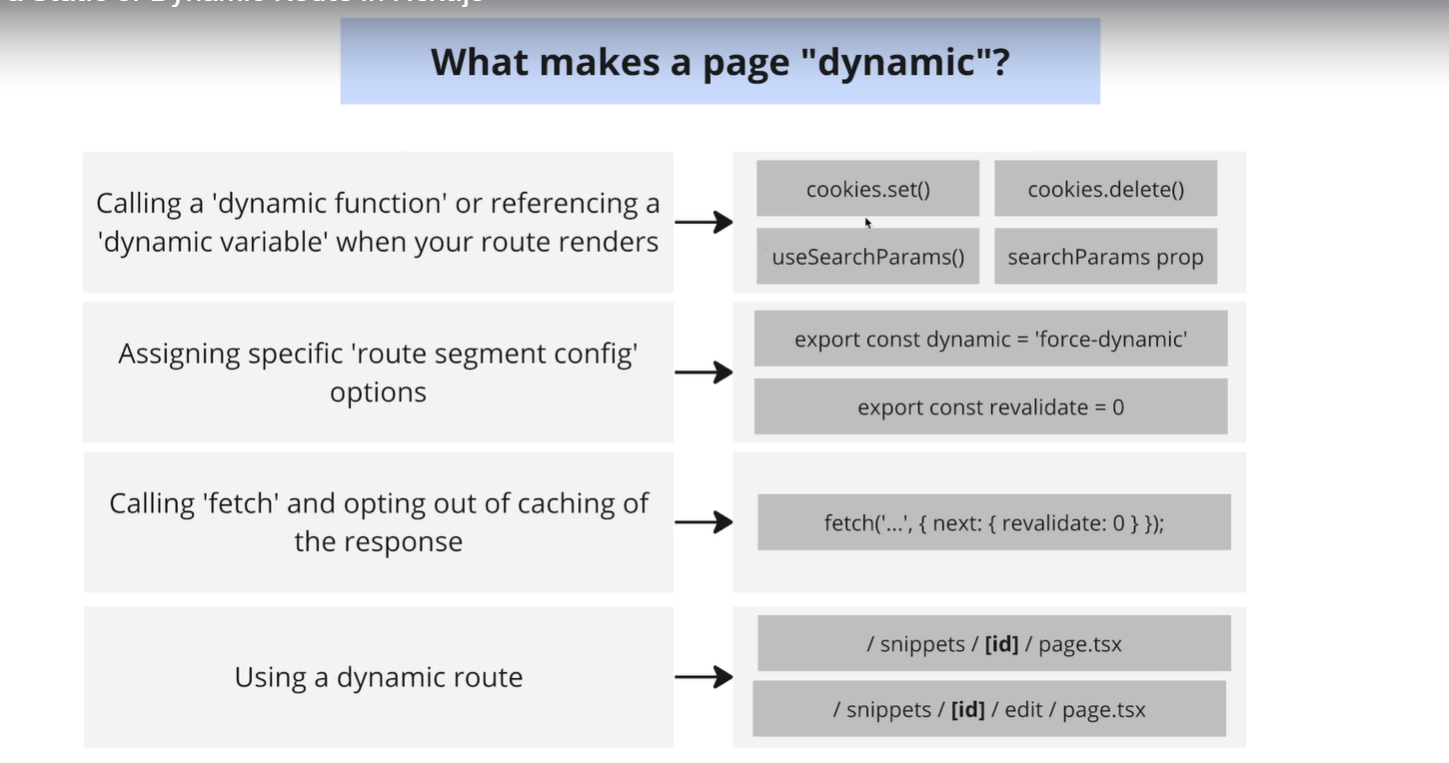 What makes a page "dynamic"?
Calling a 'dynamic function' or referencing a
'dynamic variable' when your route renders
cookies.set()
cookies.delete()
useSearchParams()
searchParams prop
Assigning specific 'route segment config'
options
export const dynamic = 'force-dynamic'
export const revalidate = 0
Calling 'fetch' and opting out of caching of
the response
fetch('...', { next: { revalidate: 0 } });
Using a dynamic route
/ snippets / [id] / page.tsx
/ snippets / [id] / edit / page.tsx